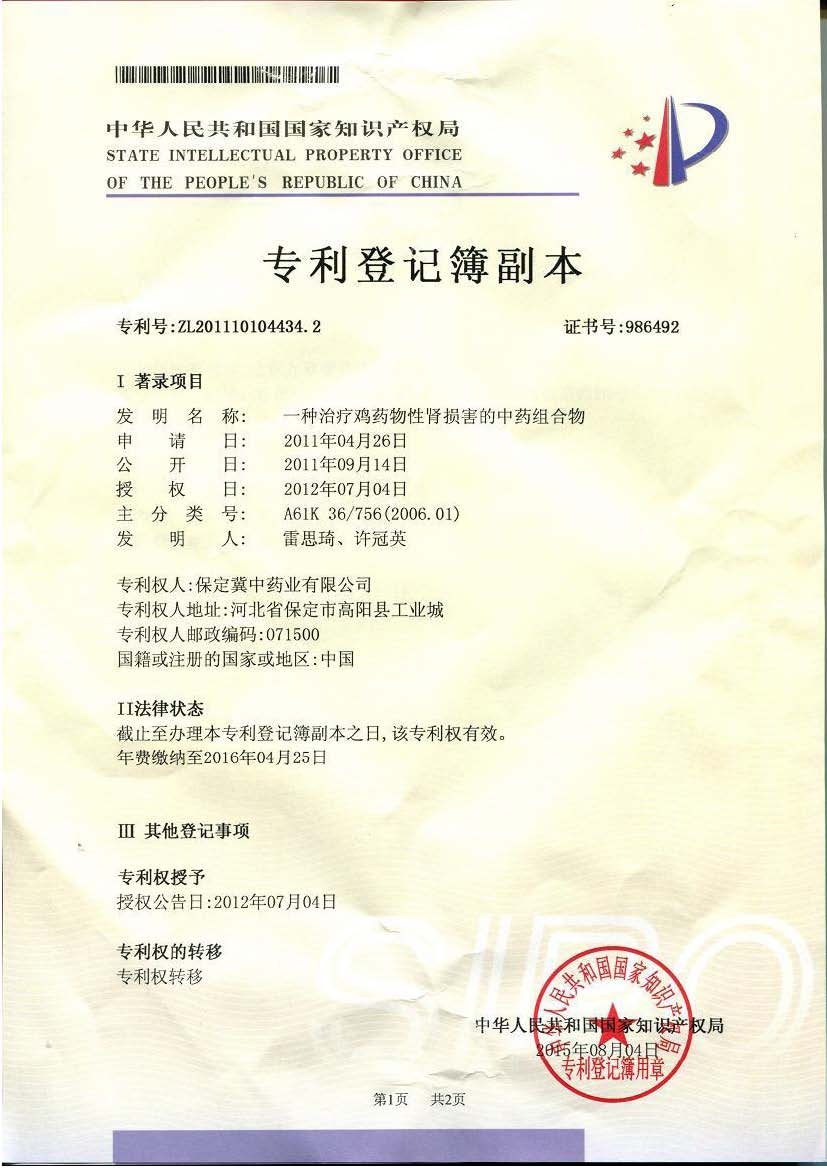 中华人民共和国国家知识产权局
STATE INTELLECTUAL PROPERTY OFFICE
OF THE PEOPLE'S REPUBLIC OF CHINA
专利登记簿副本
专利号:ZL201110104434.2 证书号:986492
I 著录项目
发明名称: 一种治疗鸡药物性肾损害的中药组合物
申请日: 2011年04月26日
公开日: 2011年09月14日
授权日: 2012年07月04日
主分类号: A61K 36/756(2006.01)
发明人: 雷思琦、许冠英
专利权人:保定冀中药业有限公司
专利权人地址:河北省保定市高阳县工业城
专利权人邮政编码:071500
国籍或注册的国家或地区:中国
II法律状态
截止至办理本专利登记簿副本之日,该专利权有效。
年费缴纳至2016年04月25日
III 其他登记事项
专利权授予
授权公告日:2012年07月04日
专利权的转移
专利权转移
SIPO
中华人民共和国国家知识产权局
中华人民共和国国家知识产权局
2015年08月04日
专利登记簿用章
第1页 共2页